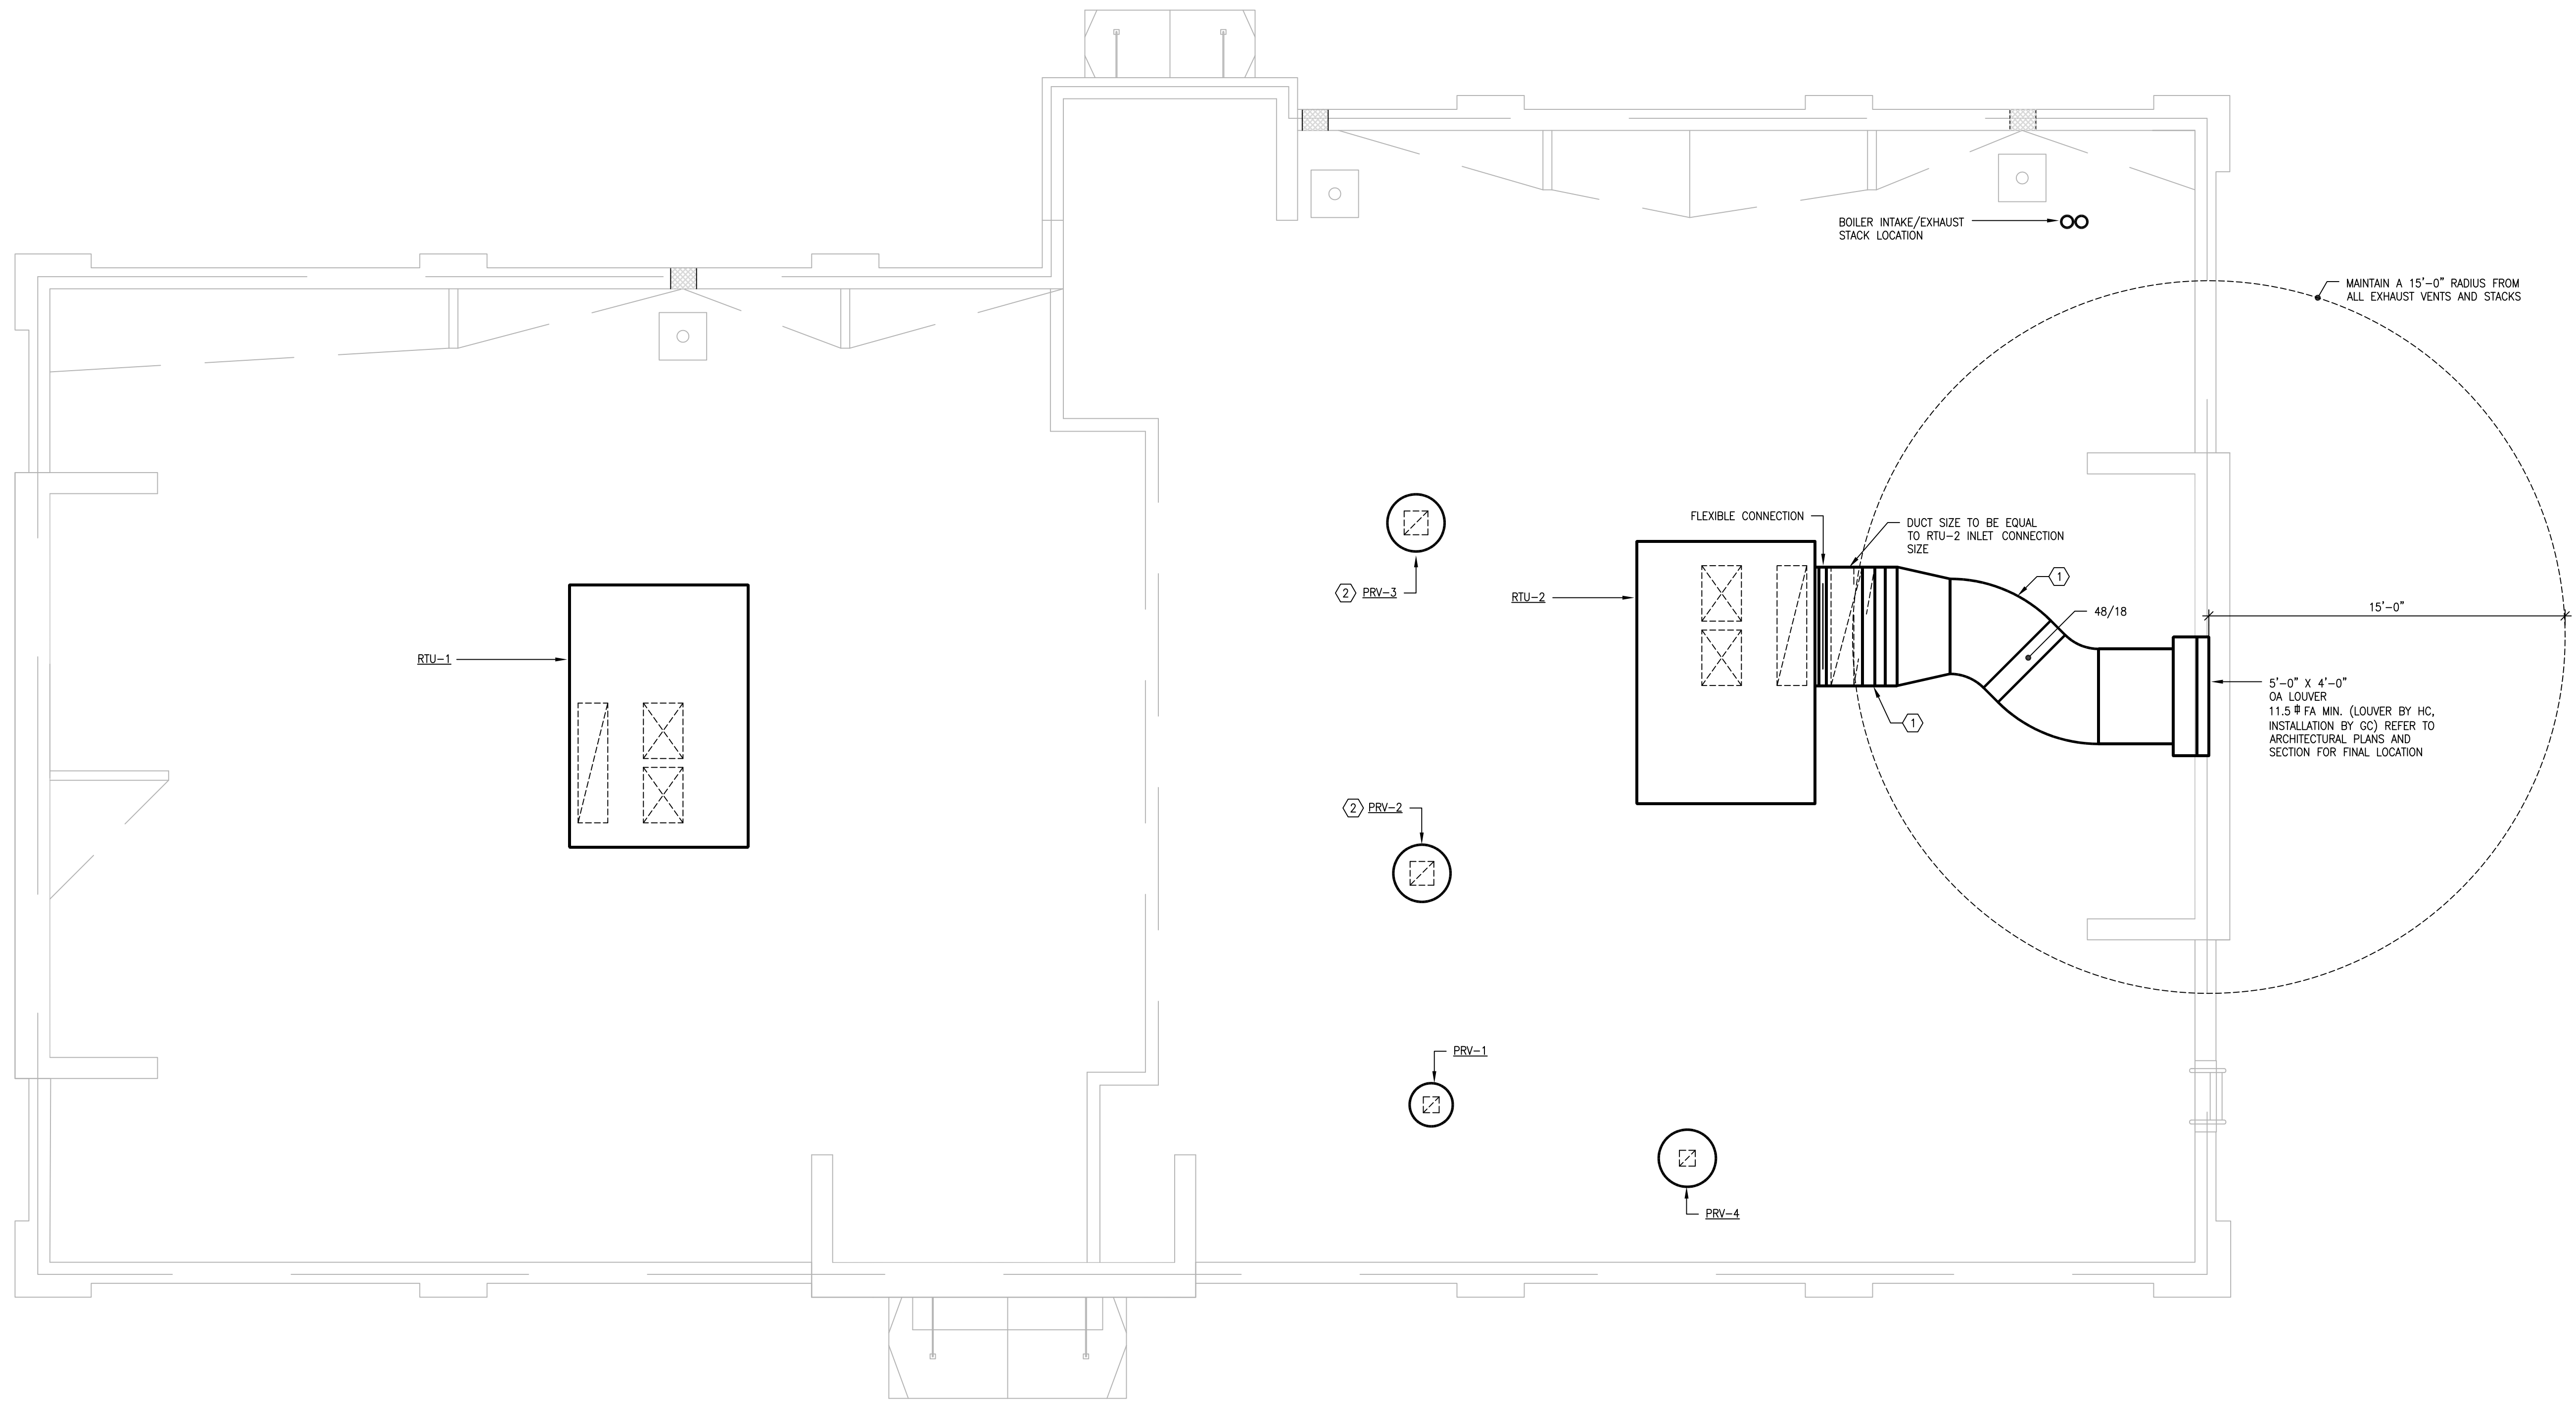 BOILER INTAKE/EXHAUST
STACK LOCATION
MAINTAIN A 15'-0" RADIUS FROM
ALL EXHAUST VENTS AND STACKS
FLEXIBLE CONNECTION
DUCT SIZE TO BE EQUAL
TO RTU-2 INLET CONNECTION
SIZE
1
2 PRV-3
RTU-2
48/18
15'-0"
RTU-1
5'-0" X 4'-0"
OA LOUVER
11.5 ⏍ FA MIN. (LOUVER BY HC,
INSTALLATION BY GC) REFER TO
ARCHITECTURAL PLANS AND
SECTION FOR FINAL LOCATION
1
2 PRV-2
PRV-1
PRV-4